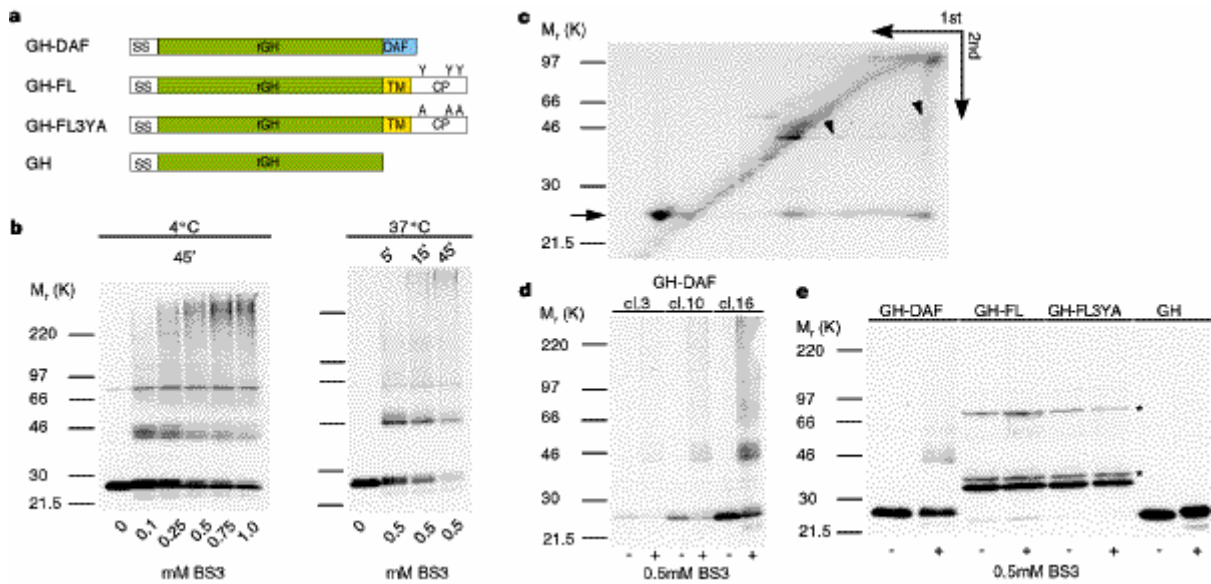 a
GH-DAF SS rGH DAF
Y YY
GH-FL SS rGH TM CP
A AA
GH-FL3YA SS rGH TM CP
GH SS rGH
b
4°C
45'
Mr (K)
220
97
66
46
30
21.5
0 0.1 0.25 0.5 0.75 1.0
mM BS3
37°C
5' 15' 45'
0 0.5 0.5 0.5
mM BS3
c
Mr (K)
1st
2nd
97
66
46
30
21.5
d
GH-DAF
cl.3 cl.10 cl.16
Mr (K)
220
97
66
46
30
21.5
- + - + - +
0.5mM BS3
e
GH-DAF GH-FL GH-FL3YA GH
Mr (K)
220
97
66
46
30
21.5
*
*
- + - + - + - +
0.5mM BS3